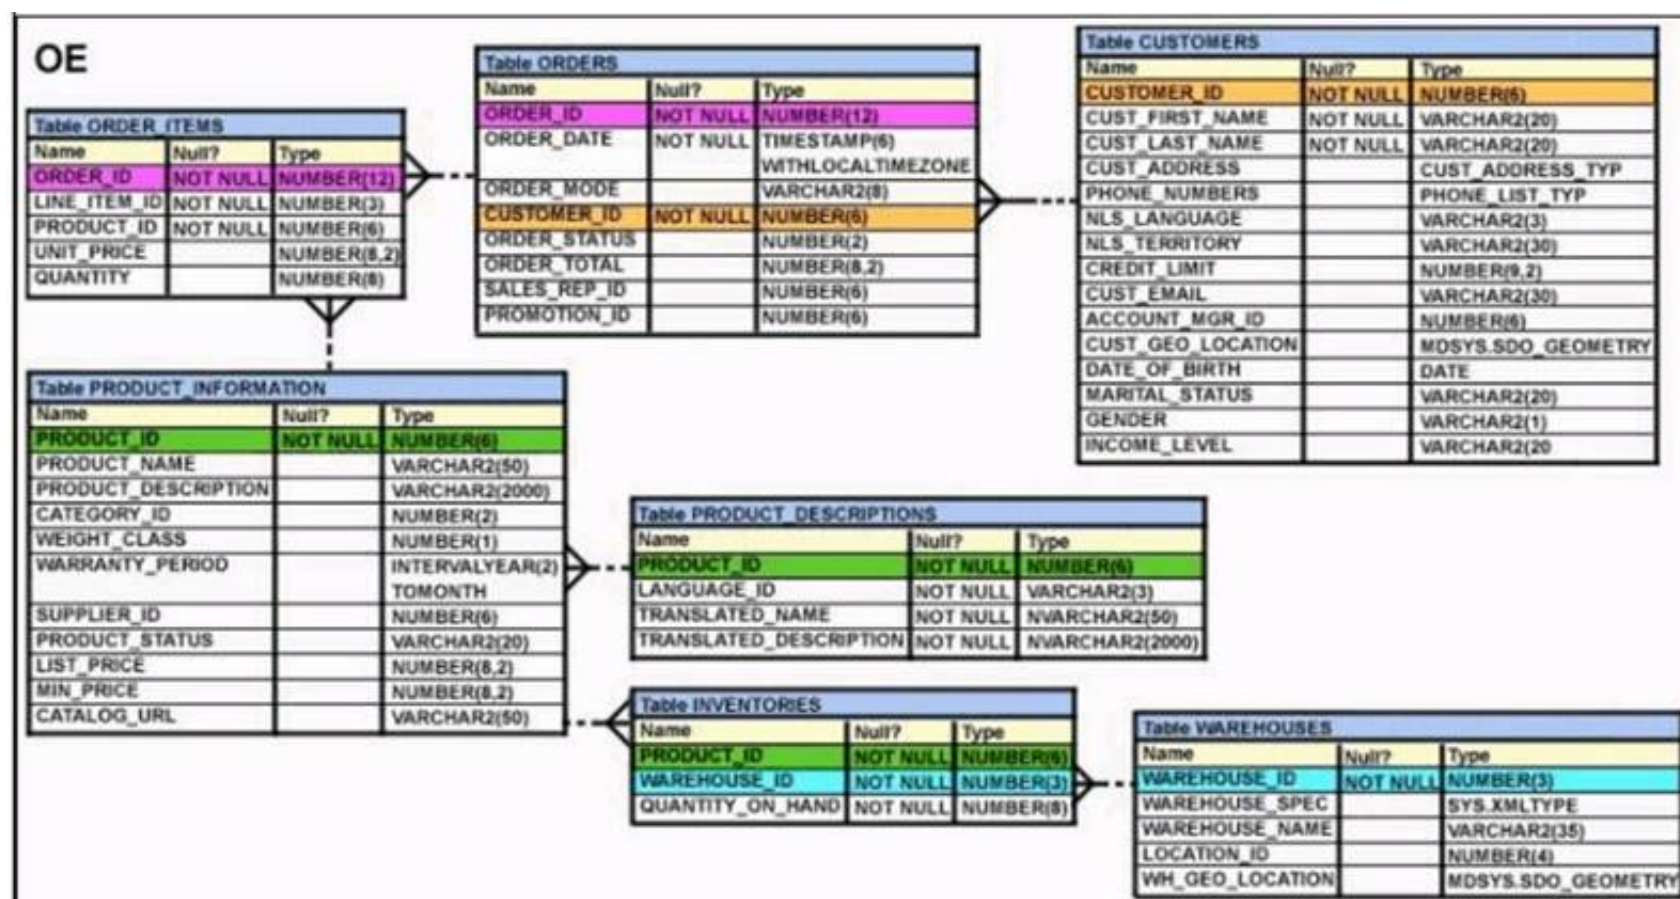 OE
Table ORDER_ITEMS
Name Null? Type
ORDER_ID NOT NULL NUMBER(12)
LINE_ITEM_ID NOT NULL NUMBER(3)
PRODUCT_ID NOT NULL NUMBER(6)
UNIT_PRICE NUMBER(8,2)
QUANTITY NUMBER(8)
Table ORDERS
Name Null? Type
ORDER_ID NOT NULL NUMBER(12)
ORDER_DATE NOT NULL TIMESTAMP(6)
WITHLOCALTIMEZONE
ORDER_MODE VARCHAR2(8)
CUSTOMER_ID NOT NULL NUMBER(6)
ORDER_STATUS NUMBER(2)
ORDER_TOTAL NUMBER(8,2)
SALES_REP_ID NUMBER(6)
PROMOTION_ID NUMBER(6)
Table CUSTOMERS
Name Null? Type
CUSTOMER_ID NOT NULL NUMBER(6)
CUST_FIRST_NAME NOT NULL VARCHAR2(20)
CUST_LAST_NAME NOT NULL VARCHAR2(20)
CUST_ADDRESS CUST_ADDRESS_TYP
PHONE_NUMBERS PHONE_LIST_TYP
NLS_LANGUAGE VARCHAR2(3)
NLS_TERRITORY VARCHAR2(30)
CREDIT_LIMIT NUMBER(9,2)
CUST_EMAIL VARCHAR2(30)
ACCOUNT_MGR_ID NUMBER(6)
CUST_GEO_LOCATION MDSYS.SDO_GEOMETRY
DATE_OF_BIRTH DATE
MARITAL_STATUS VARCHAR2(20)
GENDER VARCHAR2(1)
INCOME_LEVEL VARCHAR2(20
Table PRODUCT_INFORMATION
Name Null? Type
PRODUCT_ID NOT NULL NUMBER(6)
PRODUCT_NAME VARCHAR2(50)
PRODUCT_DESCRIPTION VARCHAR2(2000)
CATEGORY_ID NUMBER(2)
WEIGHT_CLASS NUMBER(1)
WARRANTY_PERIOD INTERVALYEAR(2)
TOMONTH
SUPPLIER_ID NUMBER(6)
PRODUCT_STATUS VARCHAR2(20)
LIST_PRICE NUMBER(8,2)
MIN_PRICE NUMBER(8,2)
CATALOG_URL VARCHAR2(50)
Table PRODUCT_DESCRIPTIONS
Name Null? Type
PRODUCT_ID NOT NULL NUMBER(6)
LANGUAGE_ID NOT NULL VARCHAR2(3)
TRANSLATED_NAME NOT NULL NVARCHAR2(50)
TRANSLATED_DESCRIPTION NOT NULL NVARCHAR2(2000)
Table INVENTORIES
Name Null? Type
PRODUCT_ID NOT NULL NUMBER(6)
WAREHOUSE_ID NOT NULL NUMBER(3)
QUANTITY_ON_HAND NOT NULL NUMBER(8)
Table WAREHOUSES
Name Null? Type
WAREHOUSE_ID NOT NULL NUMBER(3)
WAREHOUSE_SPEC SYS.XMLTYPE
WAREHOUSE_NAME VARCHAR2(35)
LOCATION_ID NUMBER(4)
WH_GEO_LOCATION MDSYS.SDO_GEOMETRY